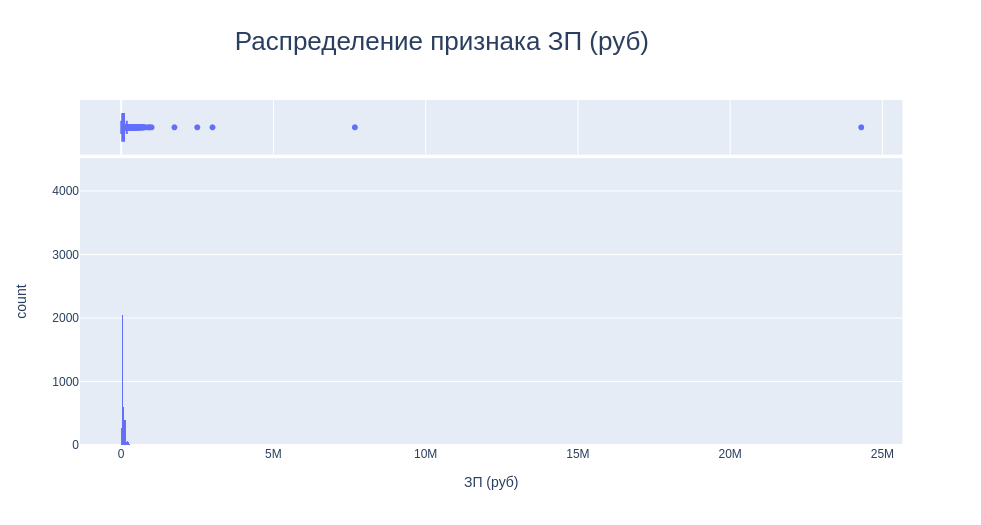 Распределение признака ЗП (руб)
4000
3000
2000
1000
0
count
0 5M 10M 15M 20M 25M
ЗП (руб)